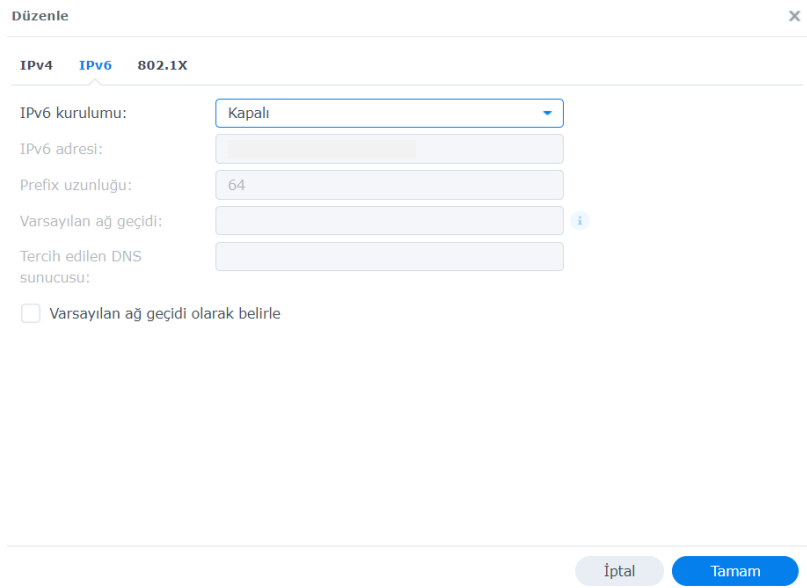 Düzenle
IPv4 IPv6 802.1X
IPv6 kurulumu: Kapalı
IPv6 adresi:
Prefix uzunluğu: 64
Varsayılan ağ geçidi:
Tercih edilen DNS
sunucusu:
Varsayılan ağ geçidi olarak belirle
İptal Tamam